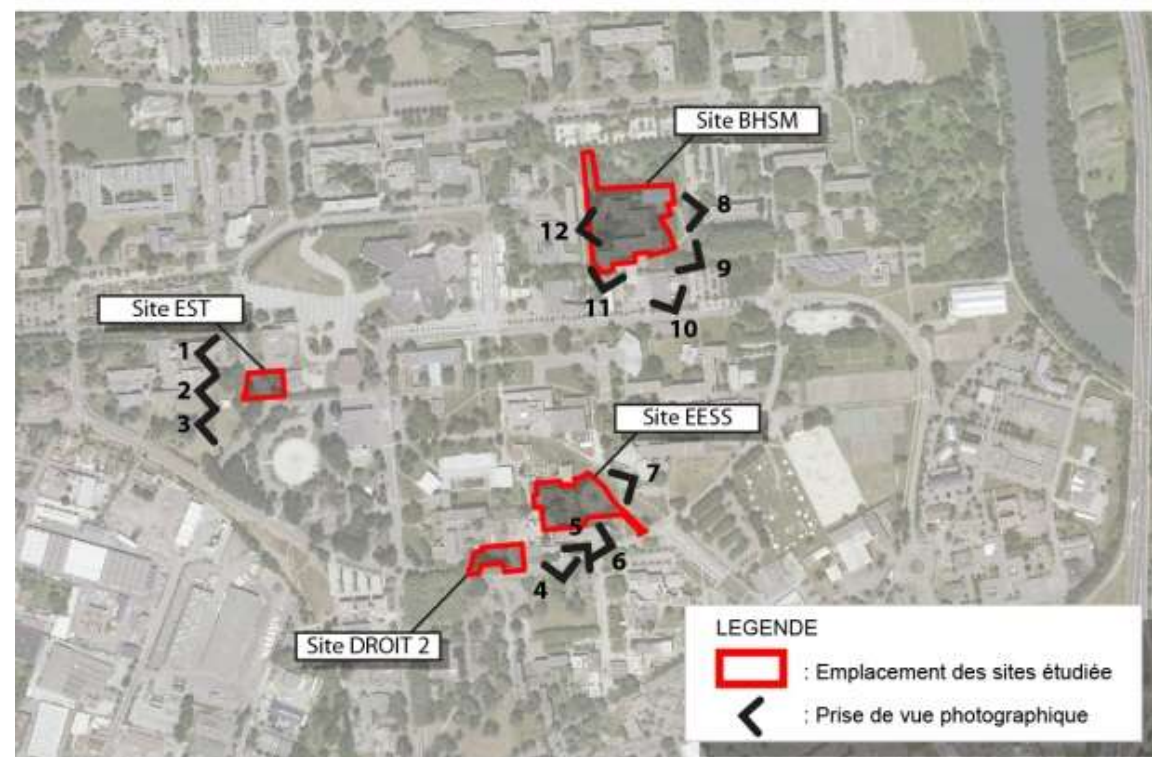 Site BHSM
8
12
9
11
10
Site EST
1
2
3
Site EESS
7
5
6
4
Site DROIT 2
LEGENDE
: Emplacement des sites étudiée
: Prise de vue photographique